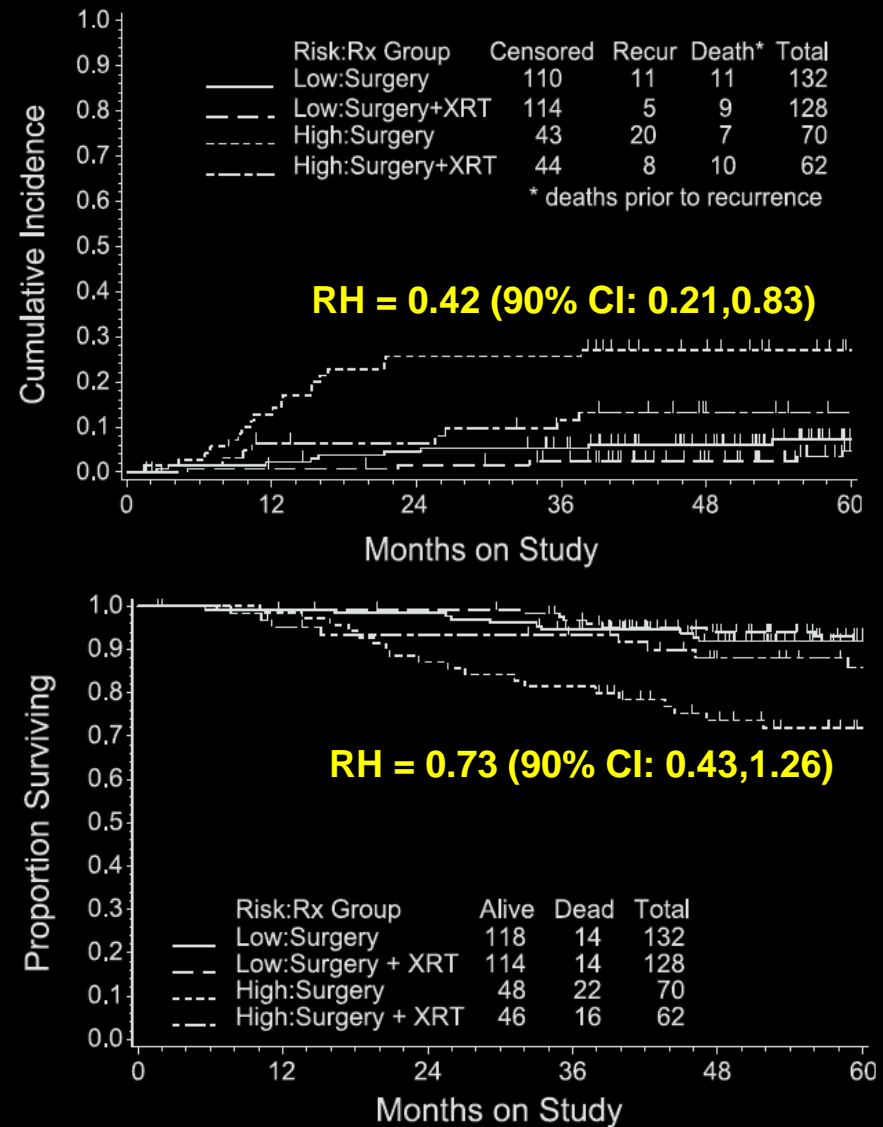 1.0
0.9
0.8
0.7
0.6
0.5
0.4
0.3
0.2
0.1
0.0
Cumulative Incidence
Risk:Rx Group Censored Recur Death* Total
Low:Surgery 110 11 11 132
Low:Surgery+XRT 114 5 9 128
High:Surgery 43 20 7 70
High:Surgery+XRT 44 8 10 62
* deaths prior to recurrence
RH = 0.42 (90% CI: 0.21,0.83)
0 12 24 36 48 60
Months on Study
1.0
0.9
0.8
0.7
0.6
0.5
0.4
0.3
0.2
0.1
0.0
Proportion Surviving
RH = 0.73 (90% CI: 0.43,1.26)
Risk:Rx Group Alive Dead Total
Low:Surgery 118 14 132
Low:Surgery + XRT 114 14 128
High:Surgery 48 22 70
High:Surgery + XRT 46 16 62
0 12 24 36 48 60
Months on Study